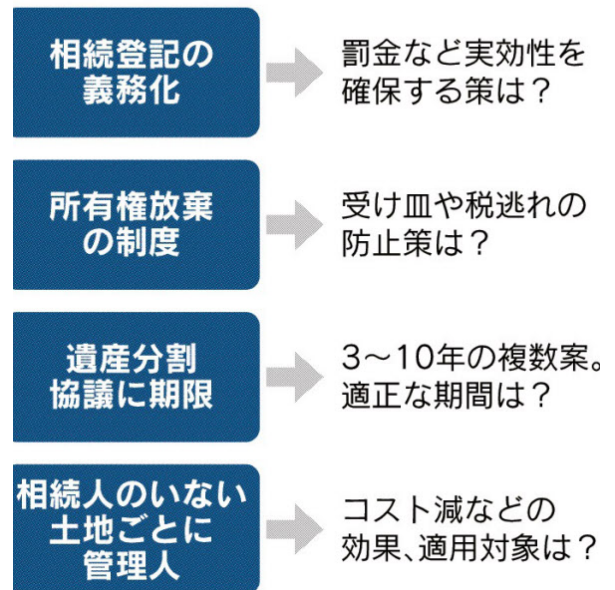 相続登記の
義務化
罰金など実効性を
確保する策は？
所有権放棄
の制度
受け皿や税逃れの
防止策は？
遺産分割
協議に期限
3〜10年の複数案。
適正な期間は？
相続人のいない
土地ごとに
管理人
コスト減などの
効果、適用対象は？